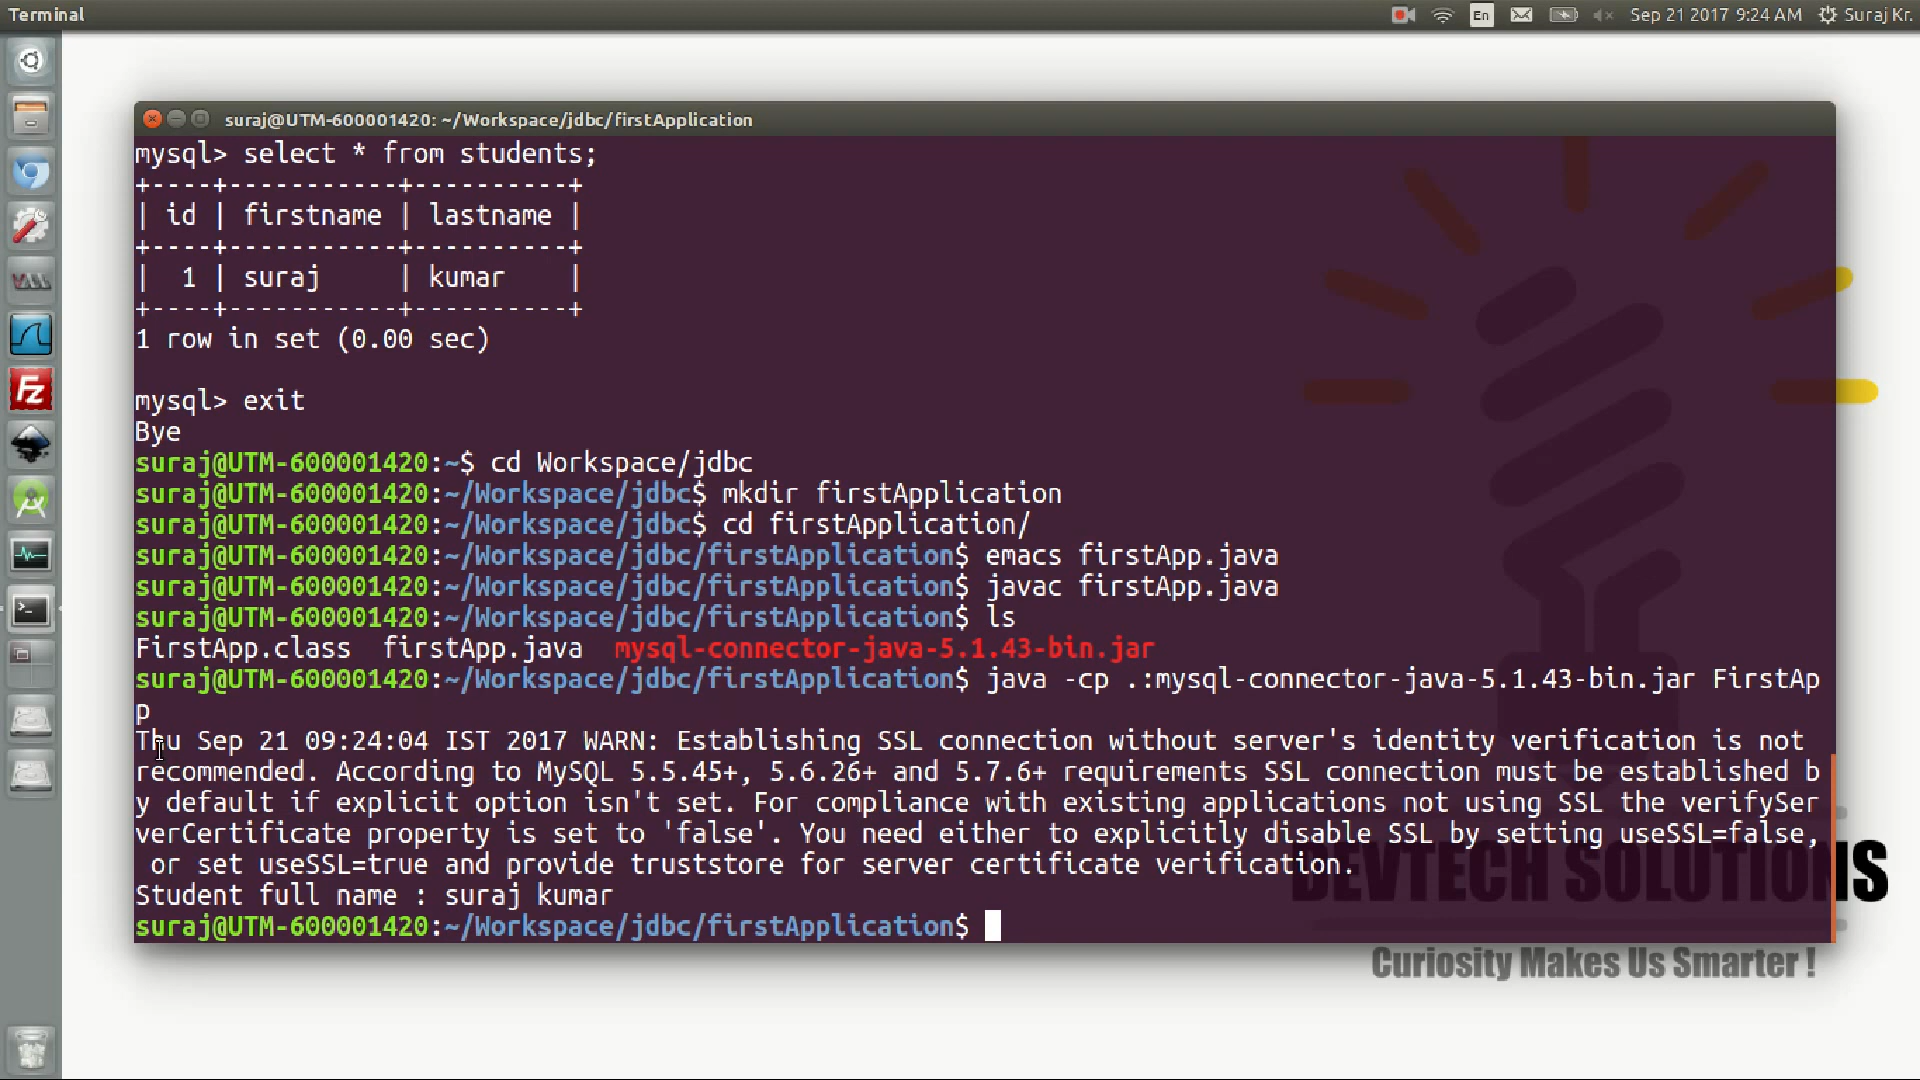 Terminal
En
Sep 21 2017 9:24 AM
Suraj Kr.
suraj@UTM-600001420: ~/Workspace/jdbc/firstApplication
mysql> select * from students;
+----+-----------+----------+
| id | firstname | lastname |
+----+-----------+----------+
|  1 | suraj     | kumar    |
+----+-----------+----------+
1 row in set (0.00 sec)
mysql> exit
Bye
suraj@UTM-600001420:~$ cd Workspace/jdbc
suraj@UTM-600001420:~/Workspace/jdbc$ mkdir firstApplication
suraj@UTM-600001420:~/Workspace/jdbc$ cd firstApplication/
suraj@UTM-600001420:~/Workspace/jdbc/firstApplication$ emacs firstApp.java
suraj@UTM-600001420:~/Workspace/jdbc/firstApplication$ javac firstApp.java
suraj@UTM-600001420:~/Workspace/jdbc/firstApplication$ ls
FirstApp.class  firstApp.java  mysql-connector-java-5.1.43-bin.jar
suraj@UTM-600001420:~/Workspace/jdbc/firstApplication$ java -cp .:mysql-connector-java-5.1.43-bin.jar FirstAp
p
Thu Sep 21 09:24:04 IST 2017 WARN: Establishing SSL connection without server's identity verification is not
recommended. According to MySQL 5.5.45+, 5.6.26+ and 5.7.6+ requirements SSL connection must be established b
y default if explicit option isn't set. For compliance with existing applications not using SSL the verifySer
verCertificate property is set to 'false'. You need either to explicitly disable SSL by setting useSSL=false,
 or set useSSL=true and provide truststore for server certificate verification.
Student full name : suraj kumar
suraj@UTM-600001420:~/Workspace/jdbc/firstApplication$
DEVTECH SOLUTIONS
Curiosity Makes Us Smarter !
Fz